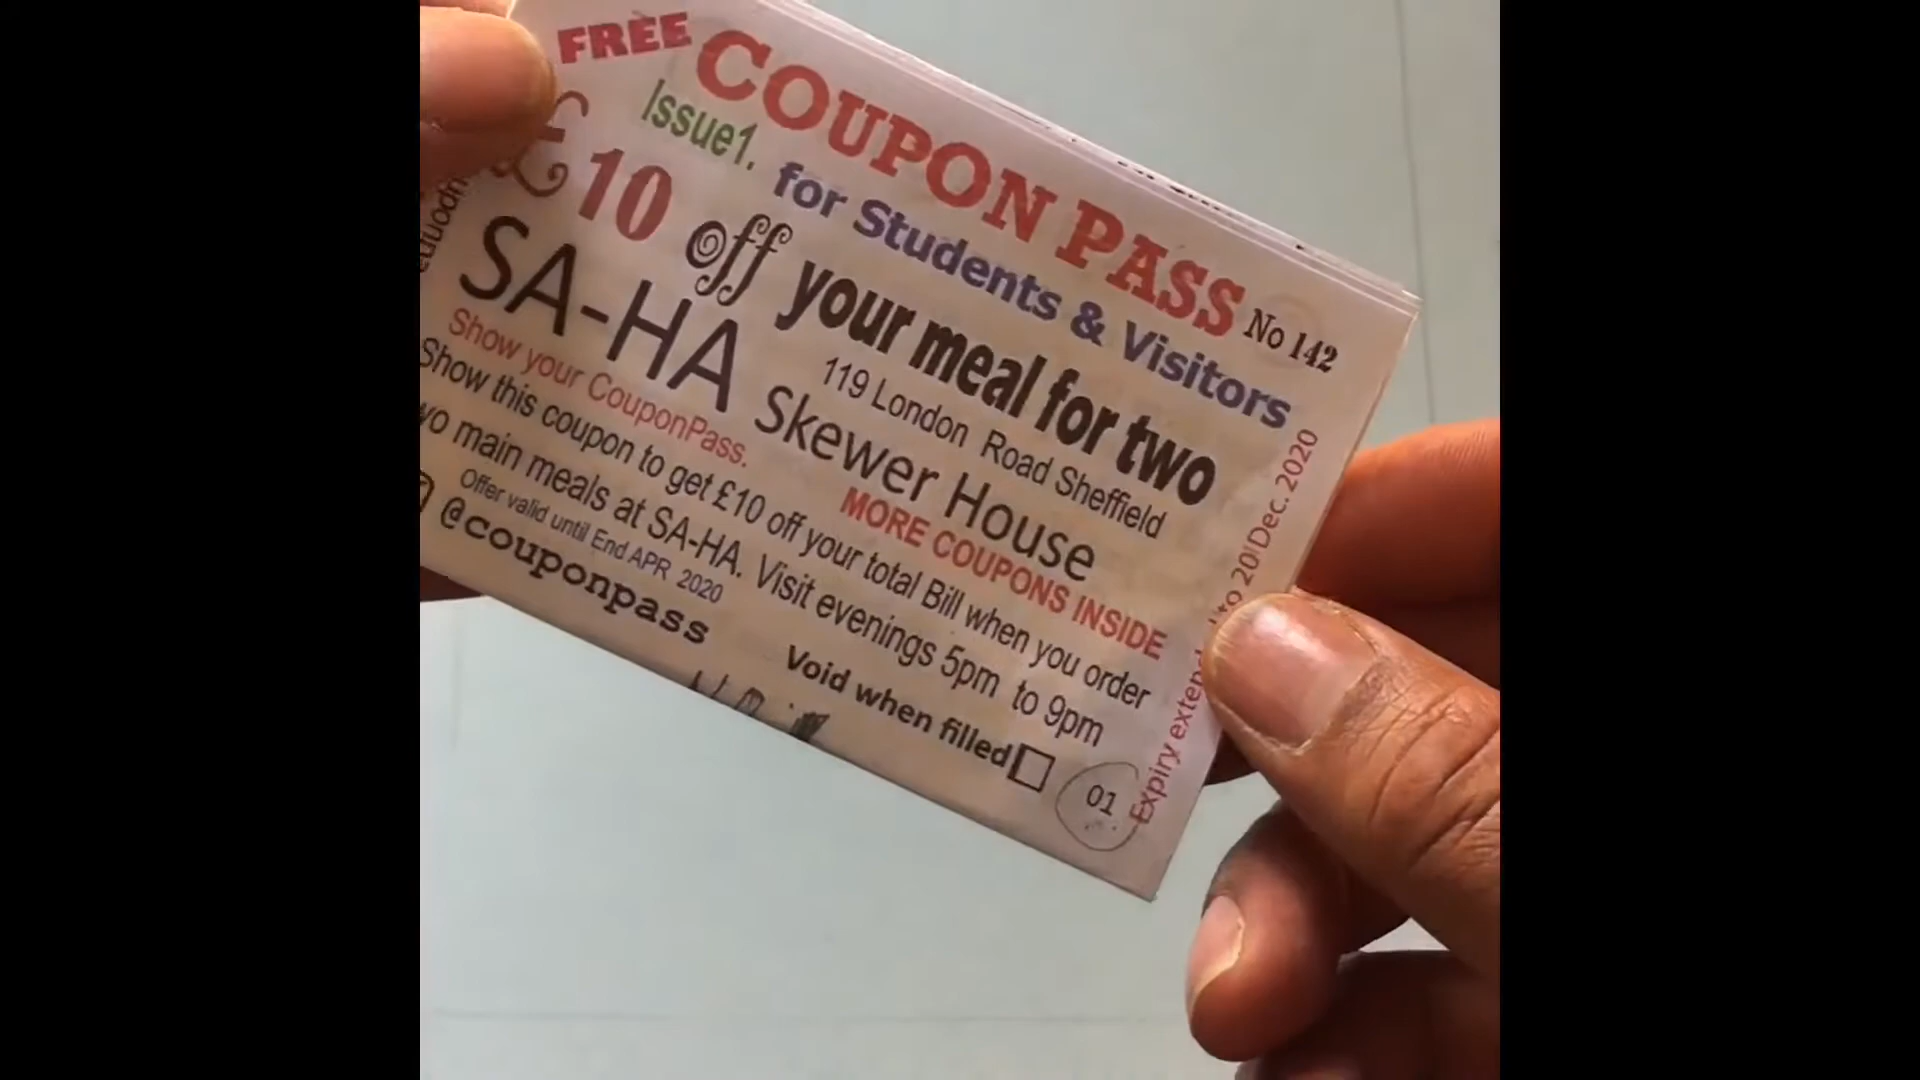 FREE COUPON PASS No 142
Issue1. for Students & Visitors
£10 off your meal for two
119 London Road Sheffield
SA-HA Skewer House
Show your CouponPass. MORE COUPONS INSIDE
Show this coupon to get £10 off your total Bill when you order
two main meals at SA-HA. Visit evenings 5pm to 9pm
Offer valid until End APR 2020
@couponpass Void when filled
01
to 20 Dec. 2020
Expiry